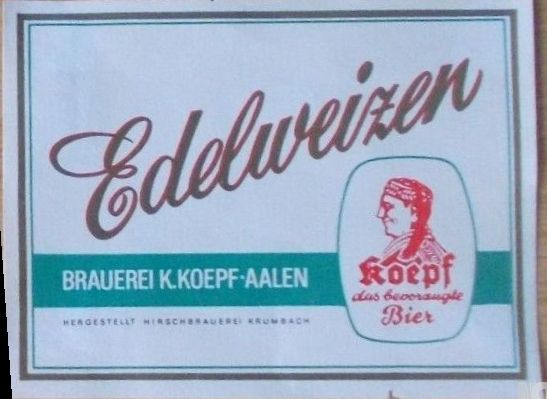 Edelweizen
BRAUEREI K.KOEPF·AALEN
HERGESTELLT HIRSCHBRAUEREI KRUMBACH
Koepf
das bevorzugte
Bier